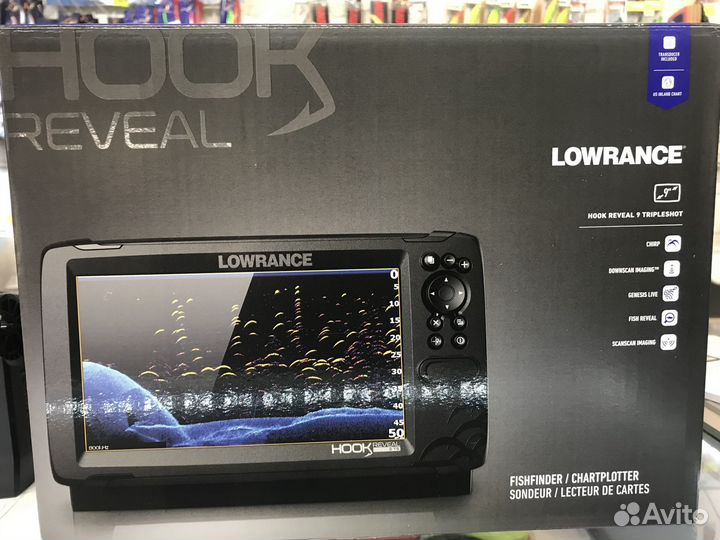 HOOK
REVEAL
TRANSDUCER
INCLUDED
US INLAND CHART
LOWRANCE
9"
HOOK REVEAL 9 TRIPLESHOT
CHIRP
DOWNSCAN IMAGING™
GENESIS LIVE
FISH REVEAL
SCANSCAN IMAGING
LOWRANCE
0
5
10
15
20
25
30
35
40
45
50
800kHz
HOOK REVEAL
FISHFINDER / CHARTPLOTTER
SONDEUR / LECTEUR DE CARTES
Avito